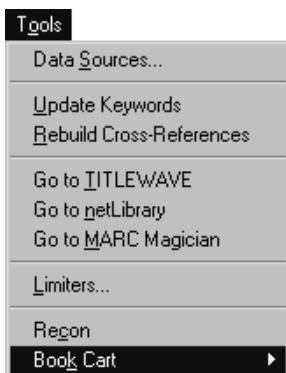 Tools
Data Sources...
Update Keywords
Rebuild Cross-References
Go to TITLEWAVE
Go to netLibrary
Go to MARC Magician
Limiters...
Recon
Book Cart